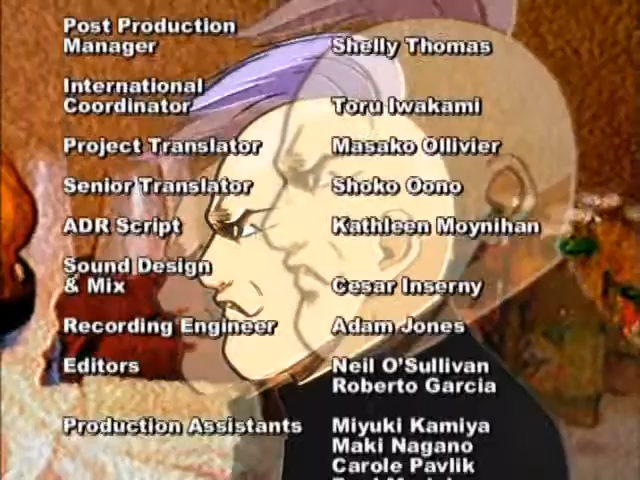 Post Production
Manager Shelly Thomas
International
Coordinator Toru Iwakami
Project Translator Masako Ollivier
Senior Translator Shoko Oono
ADR Script Kathleen Moynihan
Sound Design
& Mix Cesar Inserny
Recording Engineer Adam Jones
Editors Neil O'Sullivan
Roberto Garcia
Production Assistants Miyuki Kamiya
Maki Nagano
Carole Pavlik